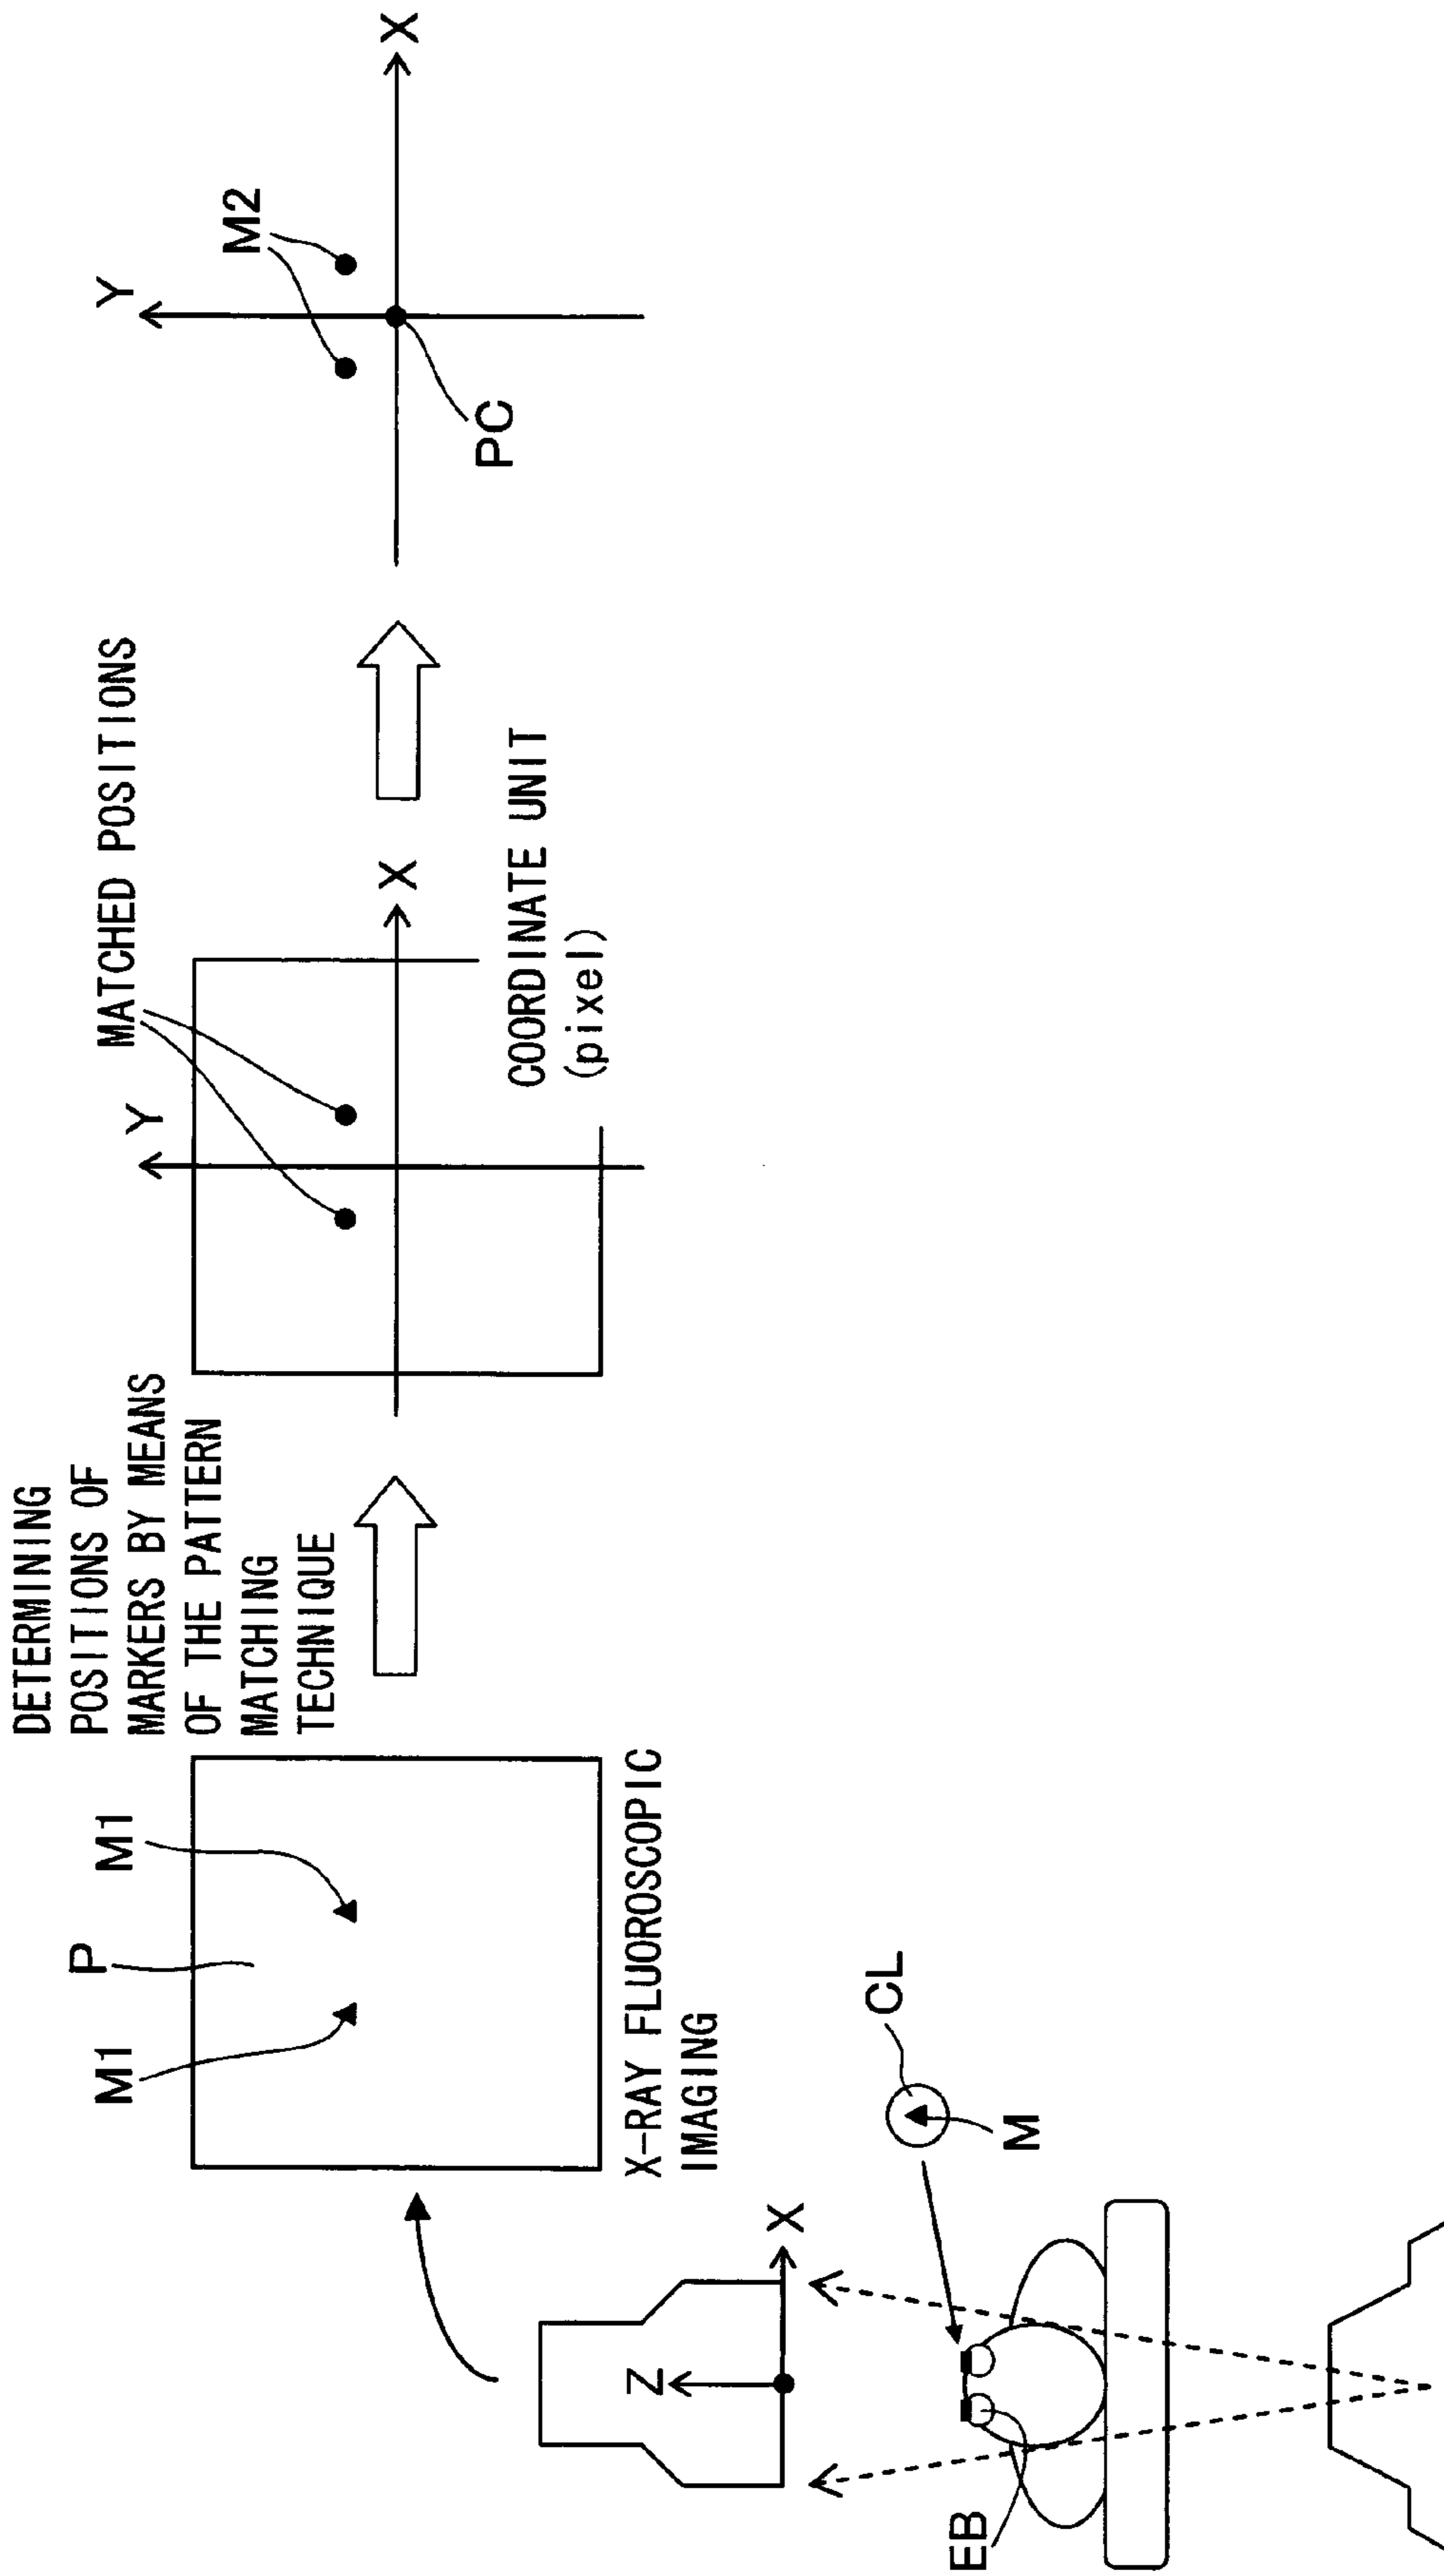 M1
P
M1
X-RAY FLUOROSCOPIC
IMAGING
DETERMINING
POSITIONS OF
MARKERS BY MEANS
OF THE PATTERN
MATCHING
TECHNIQUE
Y
MATCHED POSITIONS
X
COORDINATE UNIT
(pixel)
Y
M2
X
PC
Z
X
CL
M
EB